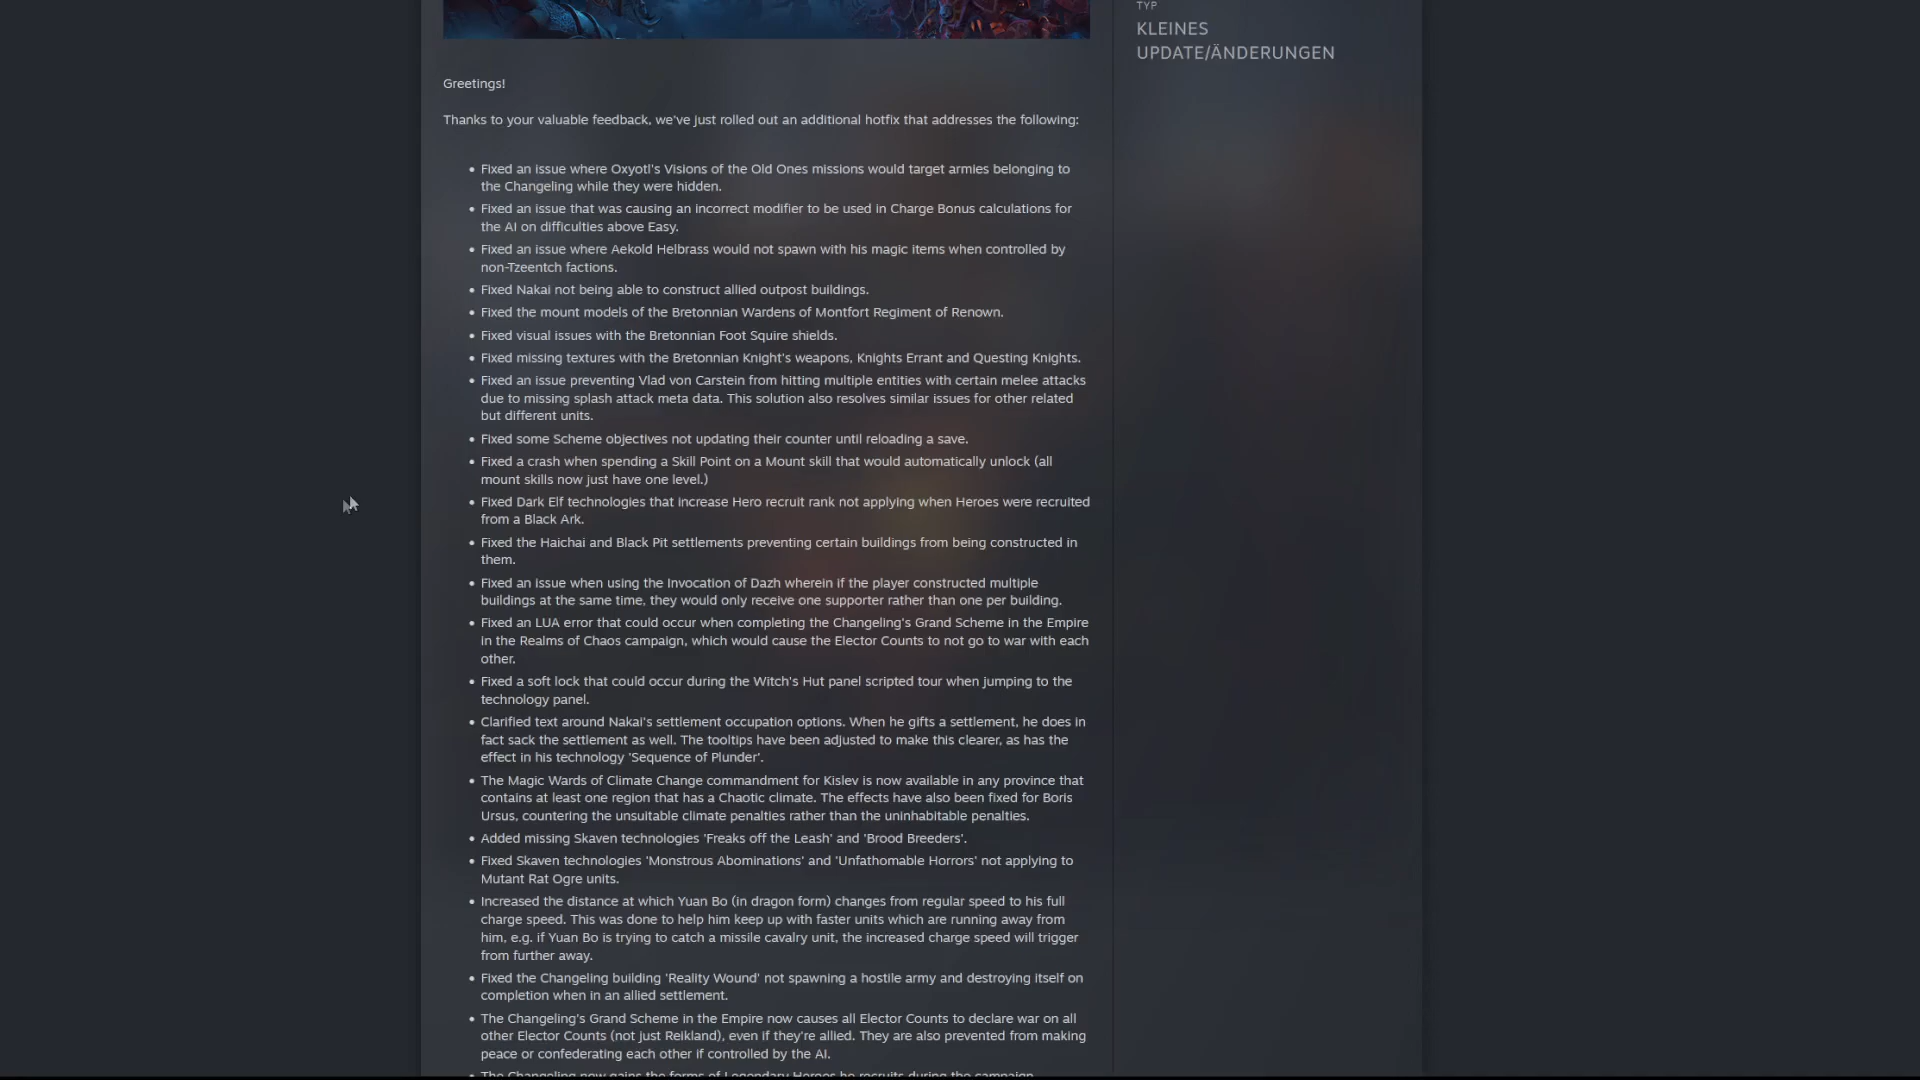 TYP
KLEINES
UPDATE/ÄNDERUNGEN
Greetings!
Thanks to your valuable feedback, we've just rolled out an additional hotfix that addresses the following:
• Fixed an issue where Oxyotl's Visions of the Old Ones missions would target armies belonging to
the Changeling while they were hidden.
• Fixed an issue that was causing an incorrect modifier to be used in Charge Bonus calculations for
the AI on difficulties above Easy.
• Fixed an issue where Aekold Helbrass would not spawn with his magic items when controlled by
non-Tzeentch factions.
• Fixed Nakai not being able to construct allied outpost buildings.
• Fixed the mount models of the Bretonnian Wardens of Montfort Regiment of Renown.
• Fixed visual issues with the Bretonnian Foot Squire shields.
• Fixed missing textures with the Bretonnian Knight's weapons, Knights Errant and Questing Knights.
• Fixed an issue preventing Vlad von Carstein from hitting multiple entities with certain melee attacks
due to missing splash attack meta data. This solution also resolves similar issues for other related
but different units.
• Fixed some Scheme objectives not updating their counter until reloading a save.
• Fixed a crash when spending a Skill Point on a Mount skill that would automatically unlock (all
mount skills now just have one level.)
• Fixed Dark Elf technologies that increase Hero recruit rank not applying when Heroes were recruited
from a Black Ark.
• Fixed the Haichai and Black Pit settlements preventing certain buildings from being constructed in
them.
• Fixed an issue when using the Invocation of Dazh wherein if the player constructed multiple
buildings at the same time, they would only receive one supporter rather than one per building.
• Fixed an LUA error that could occur when completing the Changeling's Grand Scheme in the Empire
in the Realms of Chaos campaign, which would cause the Elector Counts to not go to war with each
other.
• Fixed a soft lock that could occur during the Witch's Hut panel scripted tour when jumping to the
technology panel.
• Clarified text around Nakai's settlement occupation options. When he gifts a settlement, he does in
fact sack the settlement as well. The tooltips have been adjusted to make this clearer, as has the
effect in his technology 'Sequence of Plunder'.
• The Magic Wards of Climate Change commandment for Kislev is now available in any province that
contains at least one region that has a Chaotic climate. The effects have also been fixed for Boris
Ursus, countering the unsuitable climate penalties rather than the uninhabitable penalties.
• Added missing Skaven technologies 'Freaks off the Leash' and 'Brood Breeders'.
• Fixed Skaven technologies 'Monstrous Abominations' and 'Unfathomable Horrors' not applying to
Mutant Rat Ogre units.
• Increased the distance at which Yuan Bo (in dragon form) changes from regular speed to his full
charge speed. This was done to help him keep up with faster units which are running away from
him, e.g. if Yuan Bo is trying to catch a missile cavalry unit, the increased charge speed will trigger
from further away.
• Fixed the Changeling building 'Reality Wound' not spawning a hostile army and destroying itself on
completion when in an allied settlement.
• The Changeling's Grand Scheme in the Empire now causes all Elector Counts to declare war on all
other Elector Counts (not just Reikland), even if they're allied. They are also prevented from making
peace or confederating each other if controlled by the AI.
• The Changeling now gains the forms of Legendary Heroes he recruits during the campaign.